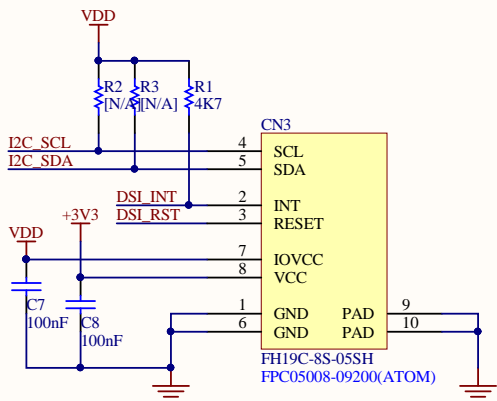 VDD
R2
R3
R1
[N/A]
[N/A]
4K7
CN3
I2C_SCL
4
SCL
I2C_SDA
5
SDA
DSI_INT
2
INT
DSI_RST
3
RESET
+3V3
VDD
7
IOVCC
8
VCC
C7
100nF
C8
100nF
1
GND
PAD
9
6
GND
PAD
10
FH19C-8S-05SH
FPC05008-09200(ATOM)